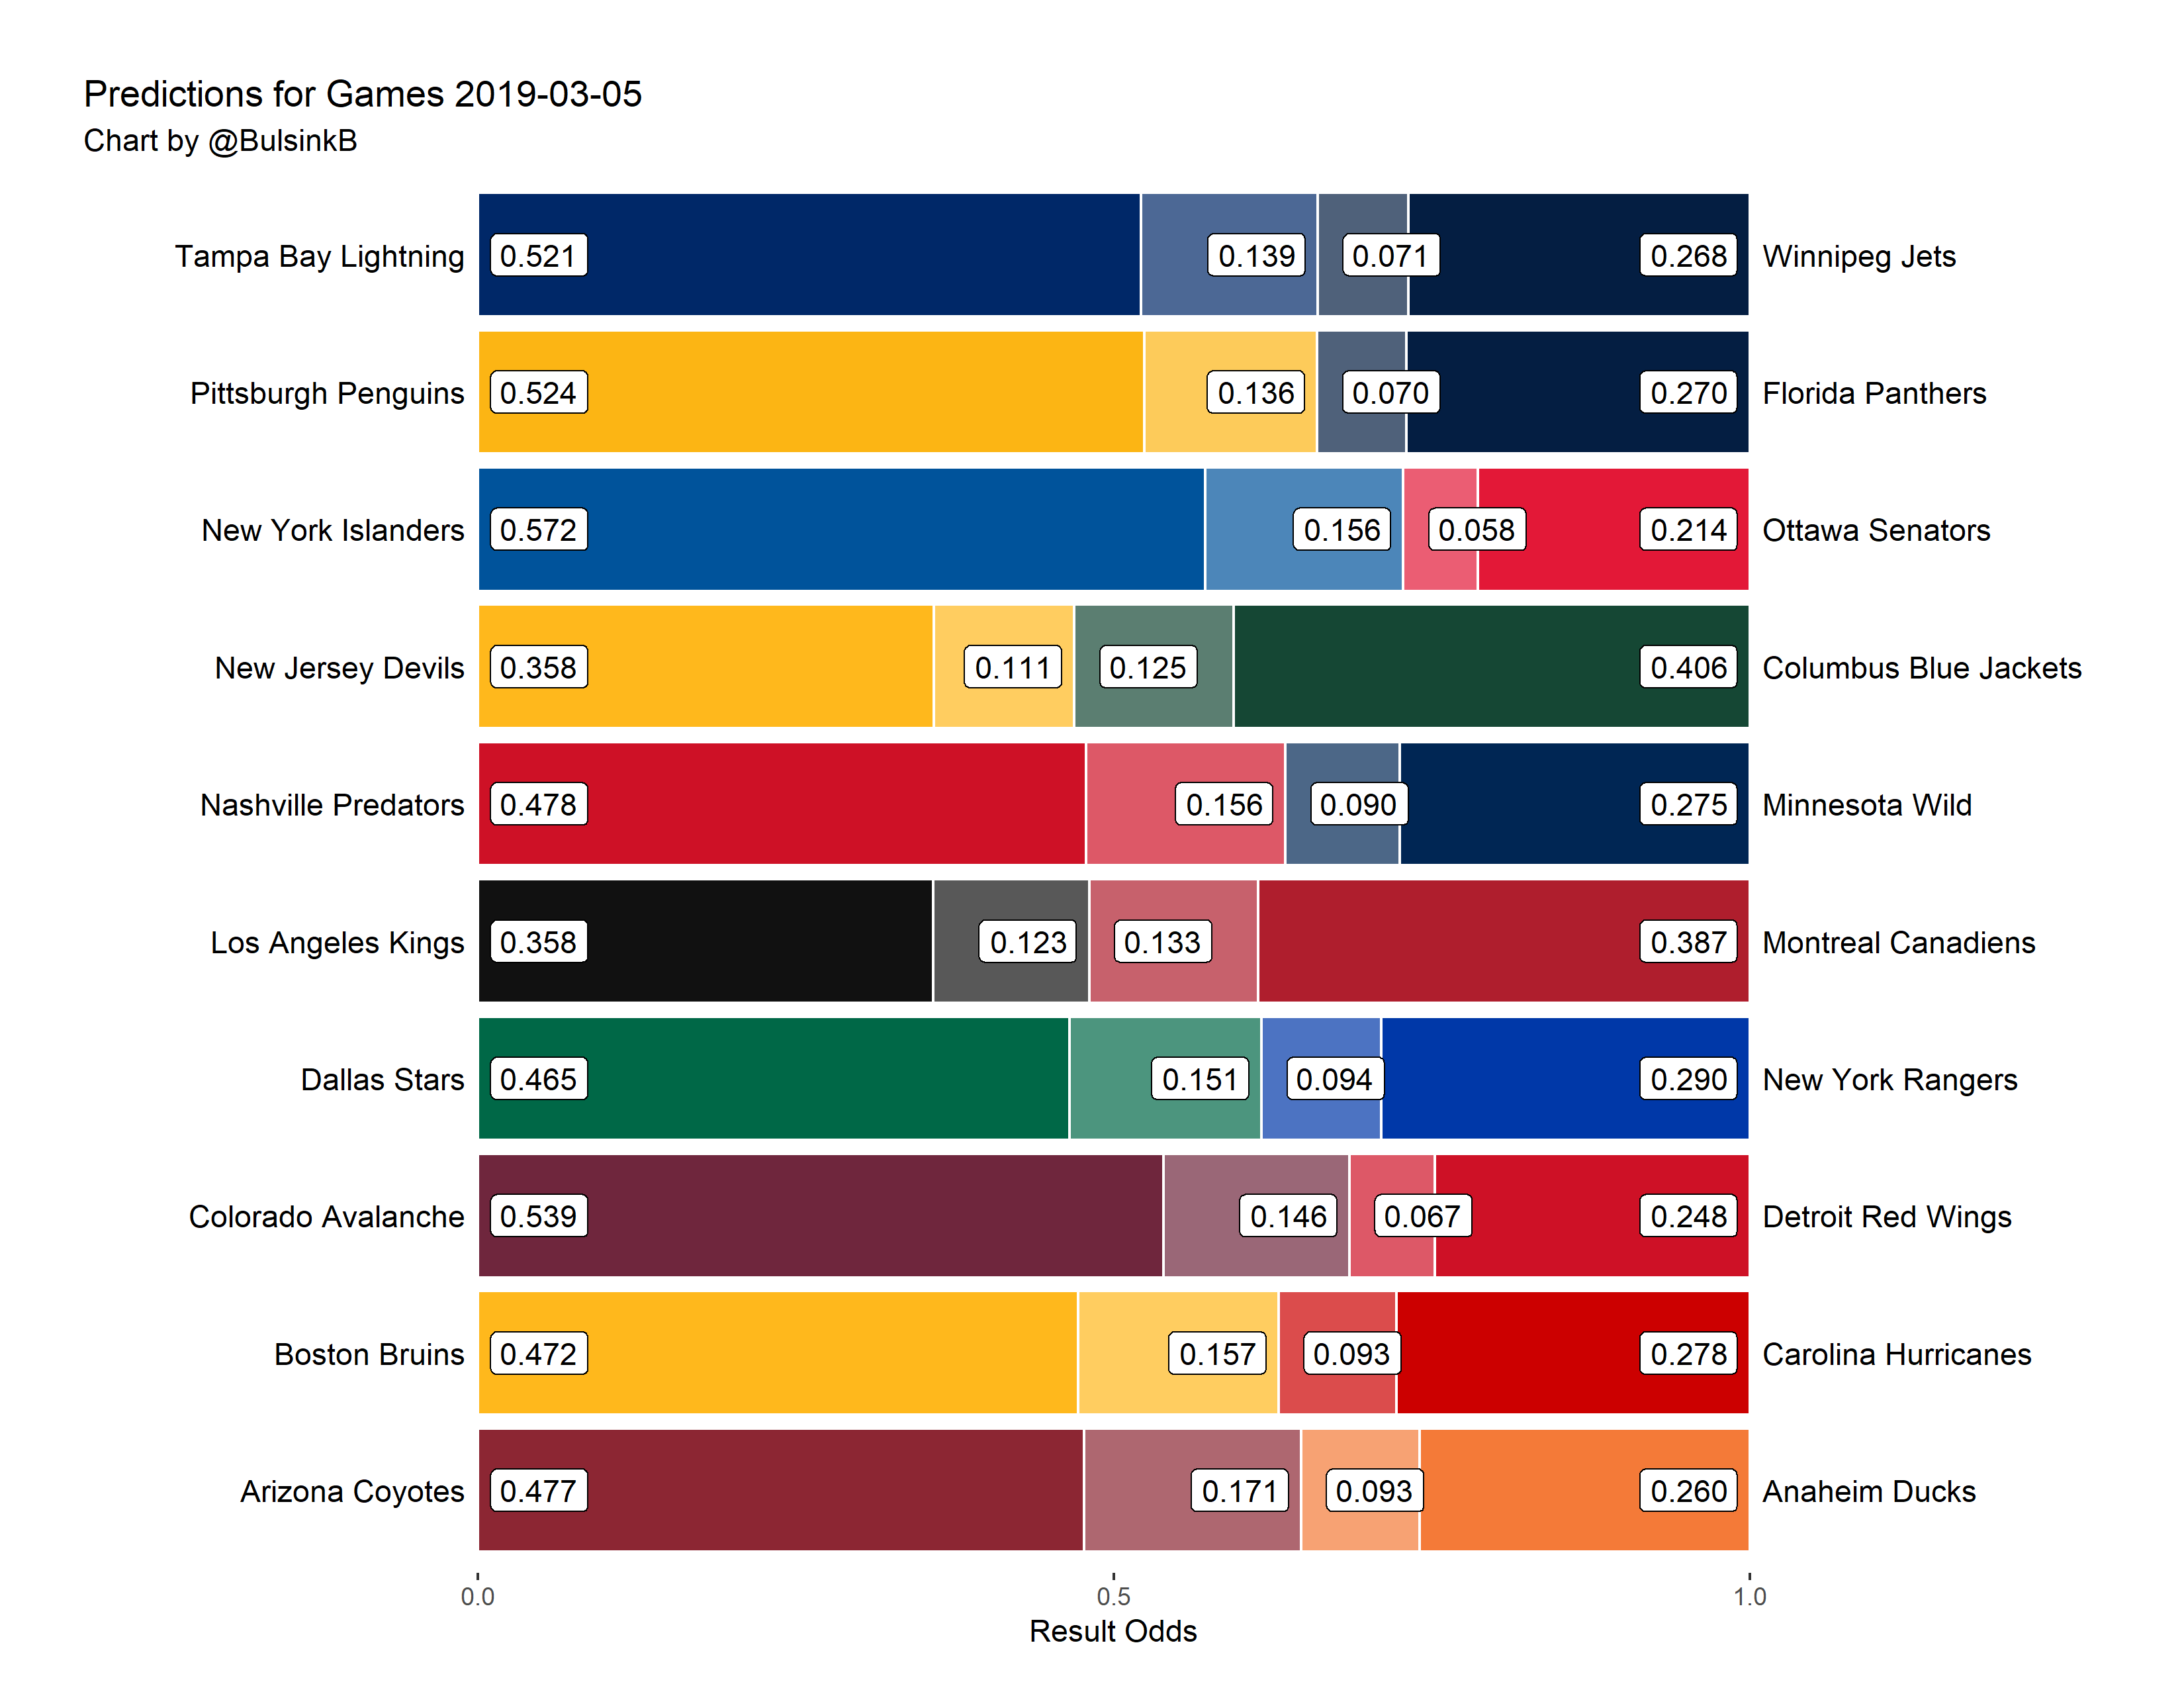 Predictions for Games 2019-03-05
Chart by @BulsinkB
Tampa Bay Lightning 0.521 0.139 0.071 0.268 Winnipeg Jets
Pittsburgh Penguins 0.524 0.136 0.070 0.270 Florida Panthers
New York Islanders 0.572 0.156 0.058 0.214 Ottawa Senators
New Jersey Devils 0.358 0.111 0.125 0.406 Columbus Blue Jackets
Nashville Predators 0.478 0.156 0.090 0.275 Minnesota Wild
Los Angeles Kings 0.358 0.123 0.133 0.387 Montreal Canadiens
Dallas Stars 0.465 0.151 0.094 0.290 New York Rangers
Colorado Avalanche 0.539 0.146 0.067 0.248 Detroit Red Wings
Boston Bruins 0.472 0.157 0.093 0.278 Carolina Hurricanes
Arizona Coyotes 0.477 0.171 0.093 0.260 Anaheim Ducks
0.0 0.5 1.0
Result Odds